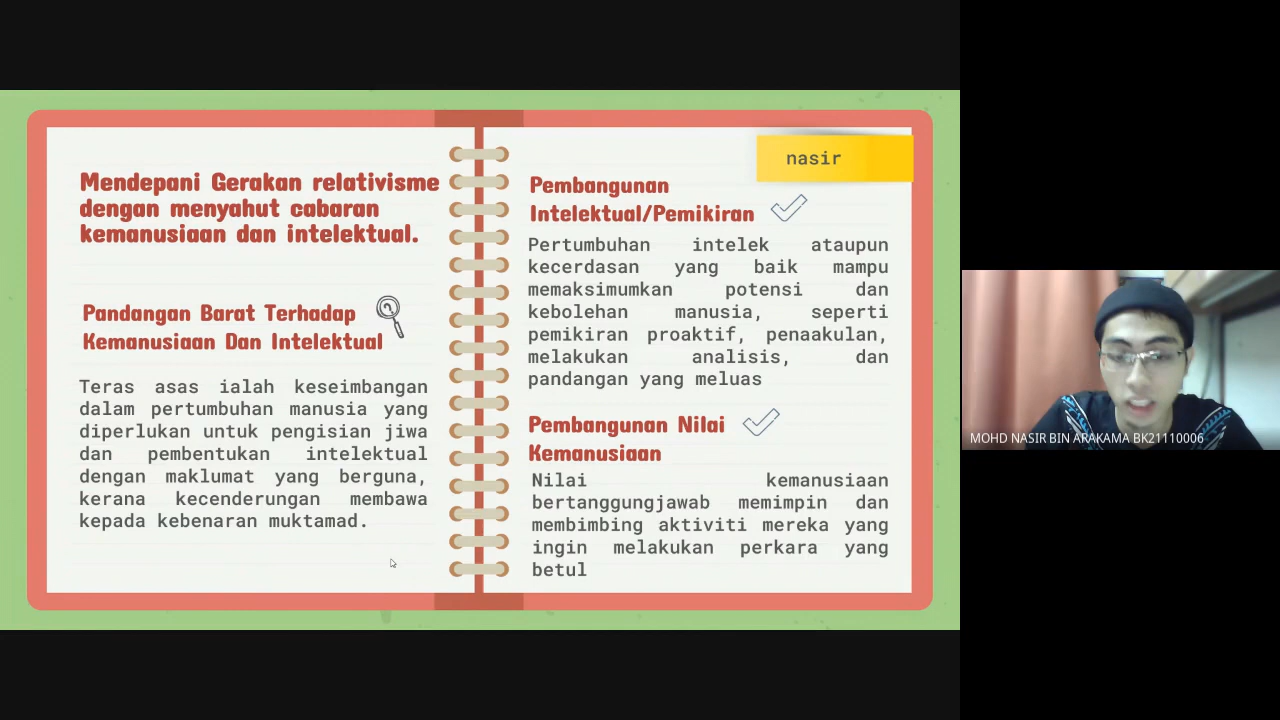 Mendepani Gerakan relativisme
dengan menyahut cabaran
kemanusiaan dan intelektual.
Pandangan Barat Terhadap
Kemanusiaan Dan Intelektual
Teras asas ialah keseimbangan
dalam pertumbuhan manusia yang
diperlukan untuk pengisian jiwa
dan pembentukan intelektual
dengan maklumat yang berguna,
kerana kecenderungan membawa
kepada kebenaran muktamad.
nasir
Pembangunan
Intelektual/Pemikiran
Pertumbuhan intelek ataupun
kecerdasan yang baik mampu
memaksimumkan potensi dan
kebolehan manusia, seperti
pemikiran proaktif, penaakulan,
melakukan analisis, dan
pandangan yang meluas
Pembangunan Nilai
Kemanusiaan
Nilai kemanusiaan
bertanggungjawab memimpin dan
membimbing aktiviti mereka yang
ingin melakukan perkara yang
betul
MOHD NASIR BIN ARAKAMA BK21110006